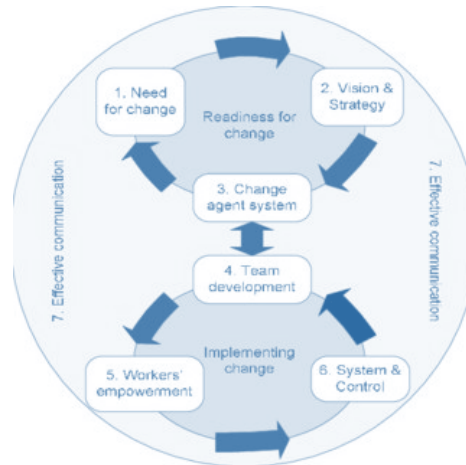 1. Need
for change
2. Vision &
Strategy
Readiness for
change
3. Change
agent system
7. Effective communication
7. Effective communication
4. Team
development
Implementing
change
5. Workers'
empowerment
6. System &
Control